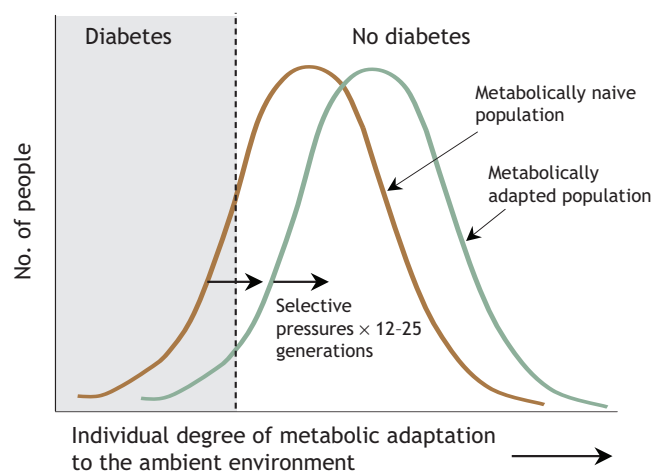 Diabetes
No diabetes
Metabolically naive
population
Metabolically
adapted population
No. of people
Selective
pressures × 12–25
generations
Individual degree of metabolic adaptation
to the ambient environment